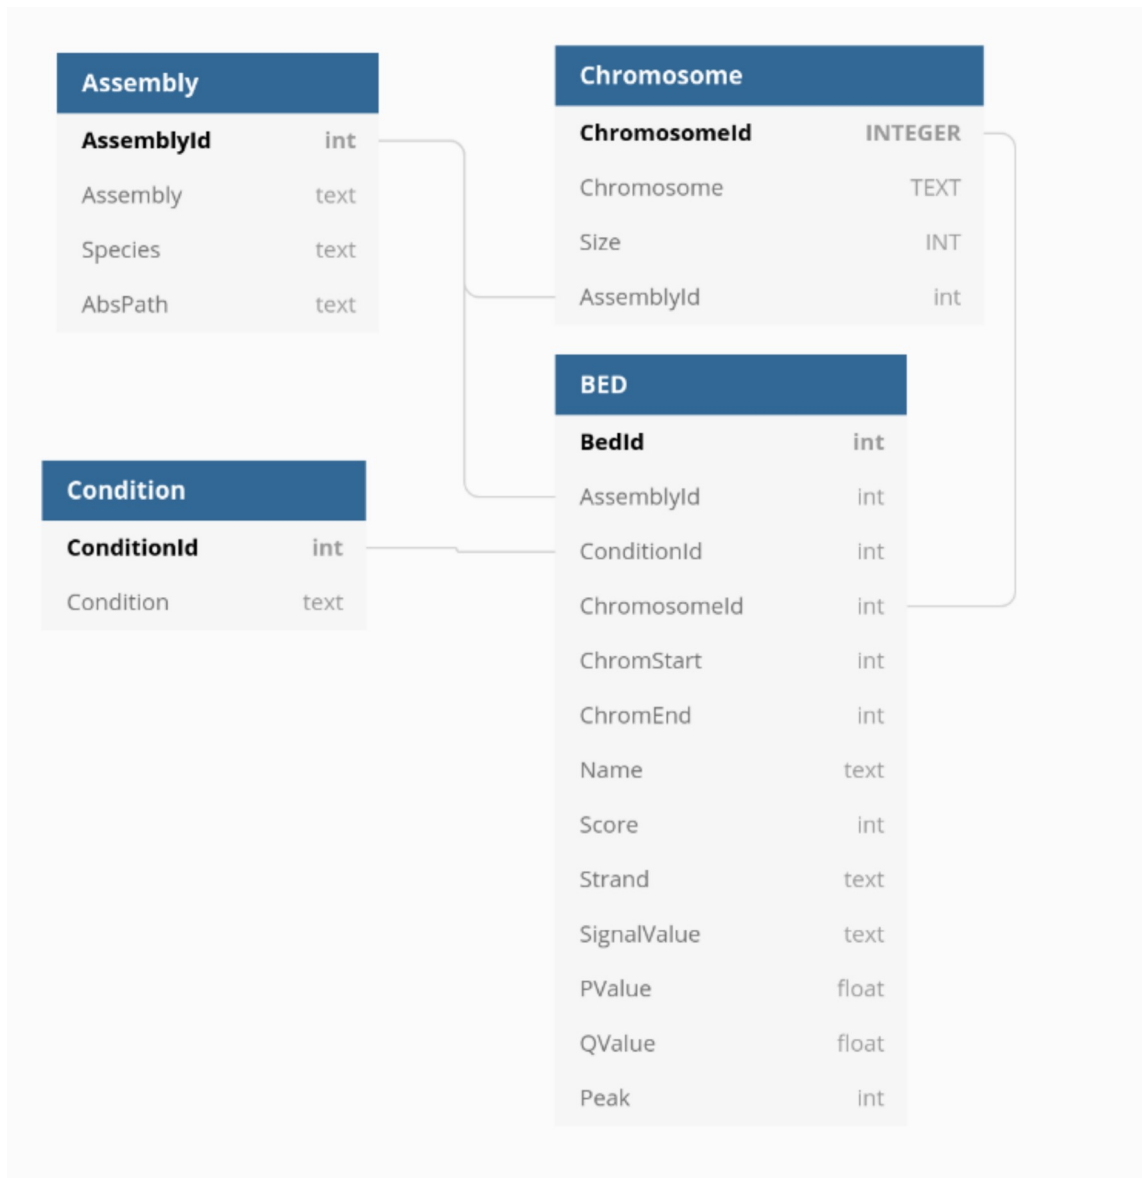 Assembly
AssemblyId int
Assembly text
Species text
AbsPath text
Chromosome
ChromosomeId INTEGER
Chromosome TEXT
Size INT
AssemblyId int
BED
BedId int
AssemblyId int
ConditionId int
ChromosomeId int
ChromStart int
ChromEnd int
Name text
Score int
Strand text
SignalValue text
PValue float
QValue float
Peak int
Condition
ConditionId int
Condition text